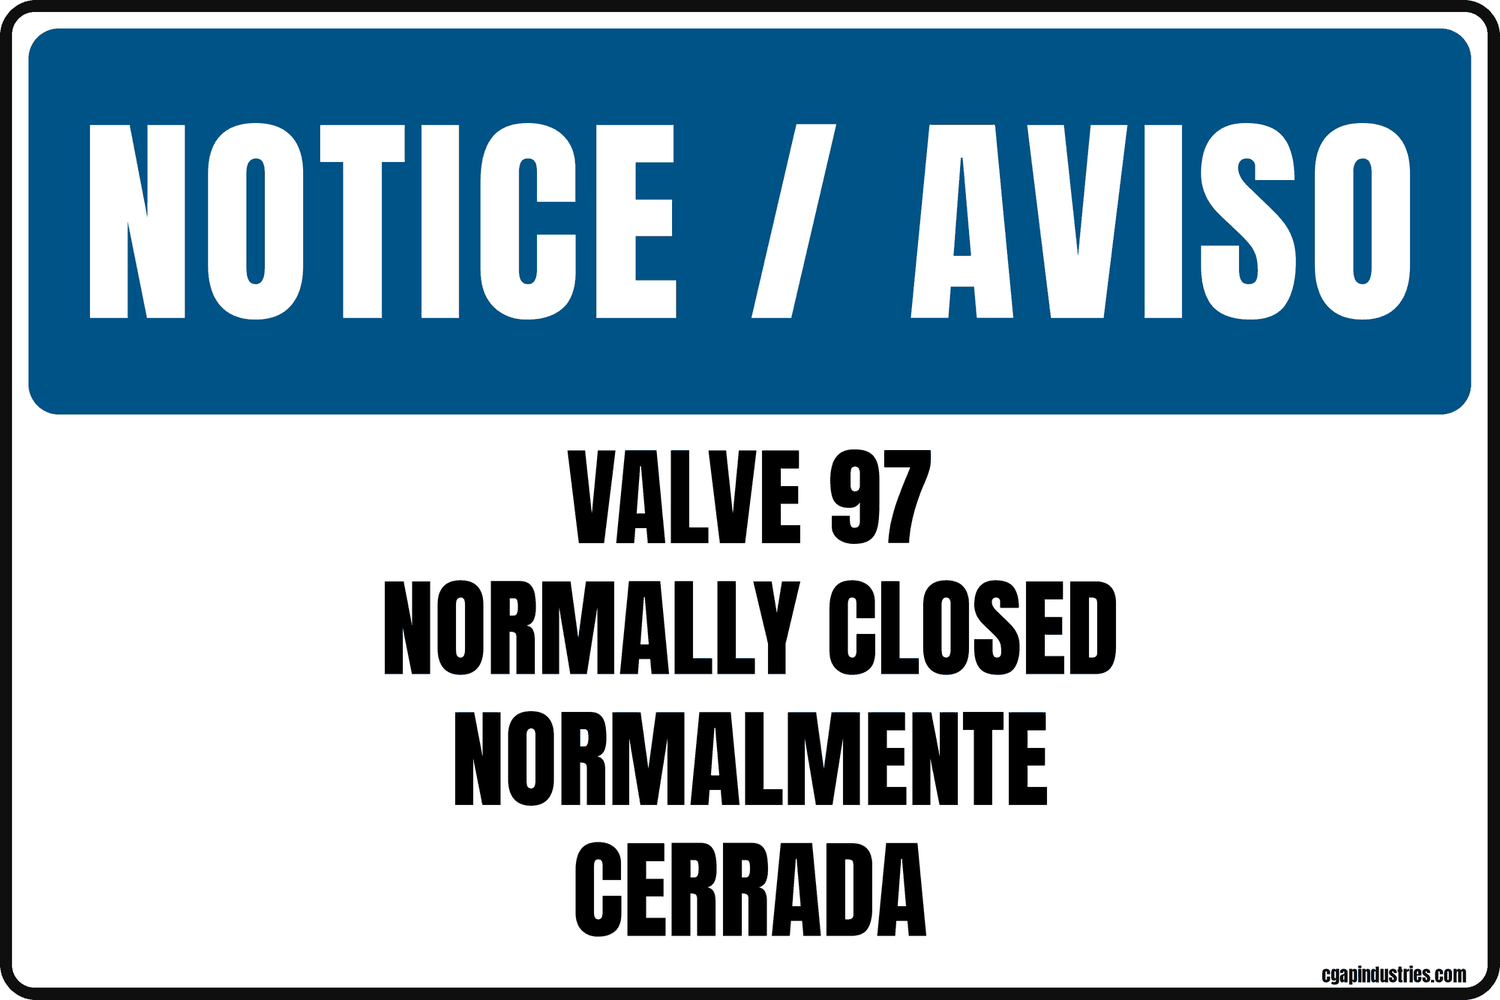 NOTICE / AVISO
VALVE 97
NORMALLY CLOSED
NORMALMENTE
CERRADA
cgapindustries.com